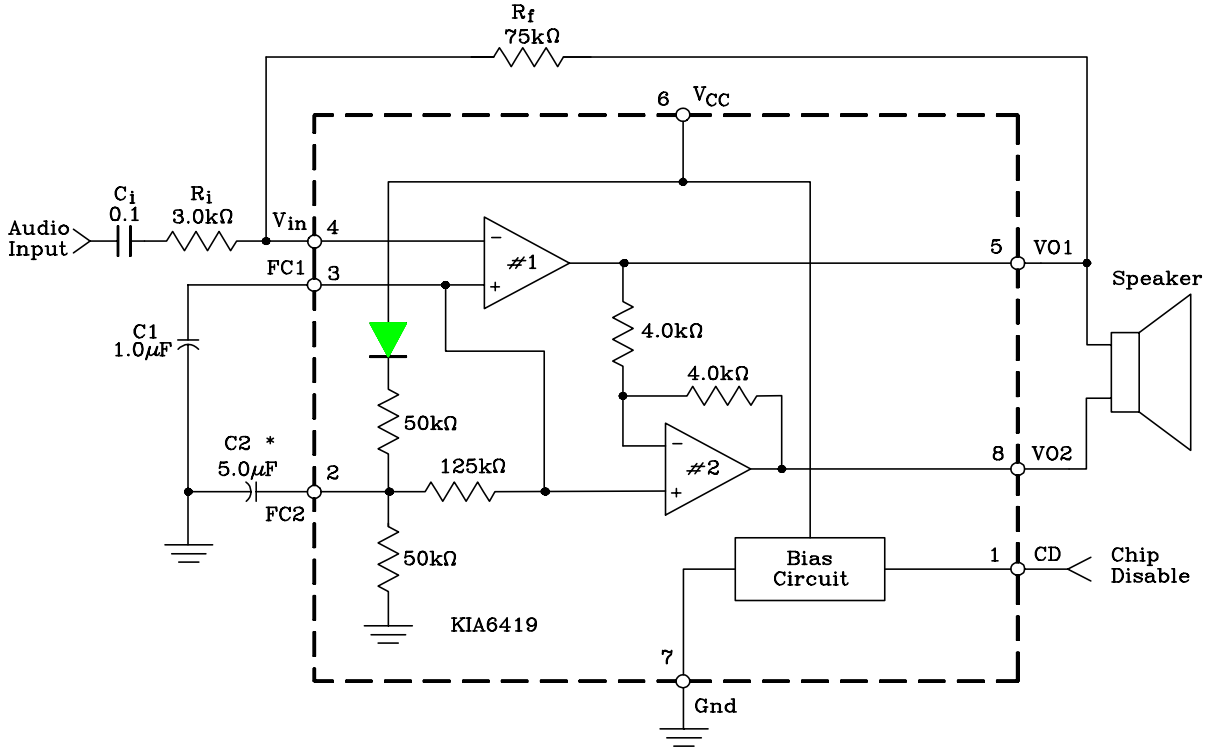 Rf
75kΩ
6 VCC
Ci
0.1
Ri
3.0kΩ
Audio
Input
Vin
4
−
#1
+
FC1
3
5
VO1
Speaker
C1
1.0μF
4.0kΩ
4.0kΩ
50kΩ
C2 *
5.0μF
2
FC2
125kΩ
−
#2
+
8
VO2
50kΩ
Bias
Circuit
1
CD
Chip
Disable
KIA6419
7
Gnd